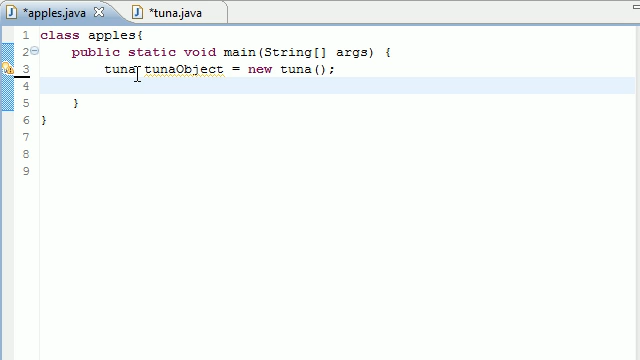 *apples.java *tuna.java
1 class apples{
2 public static void main(String[] args) {
3 tuna tunaObject = new tuna();
4
5 }
6 }
7
8
9